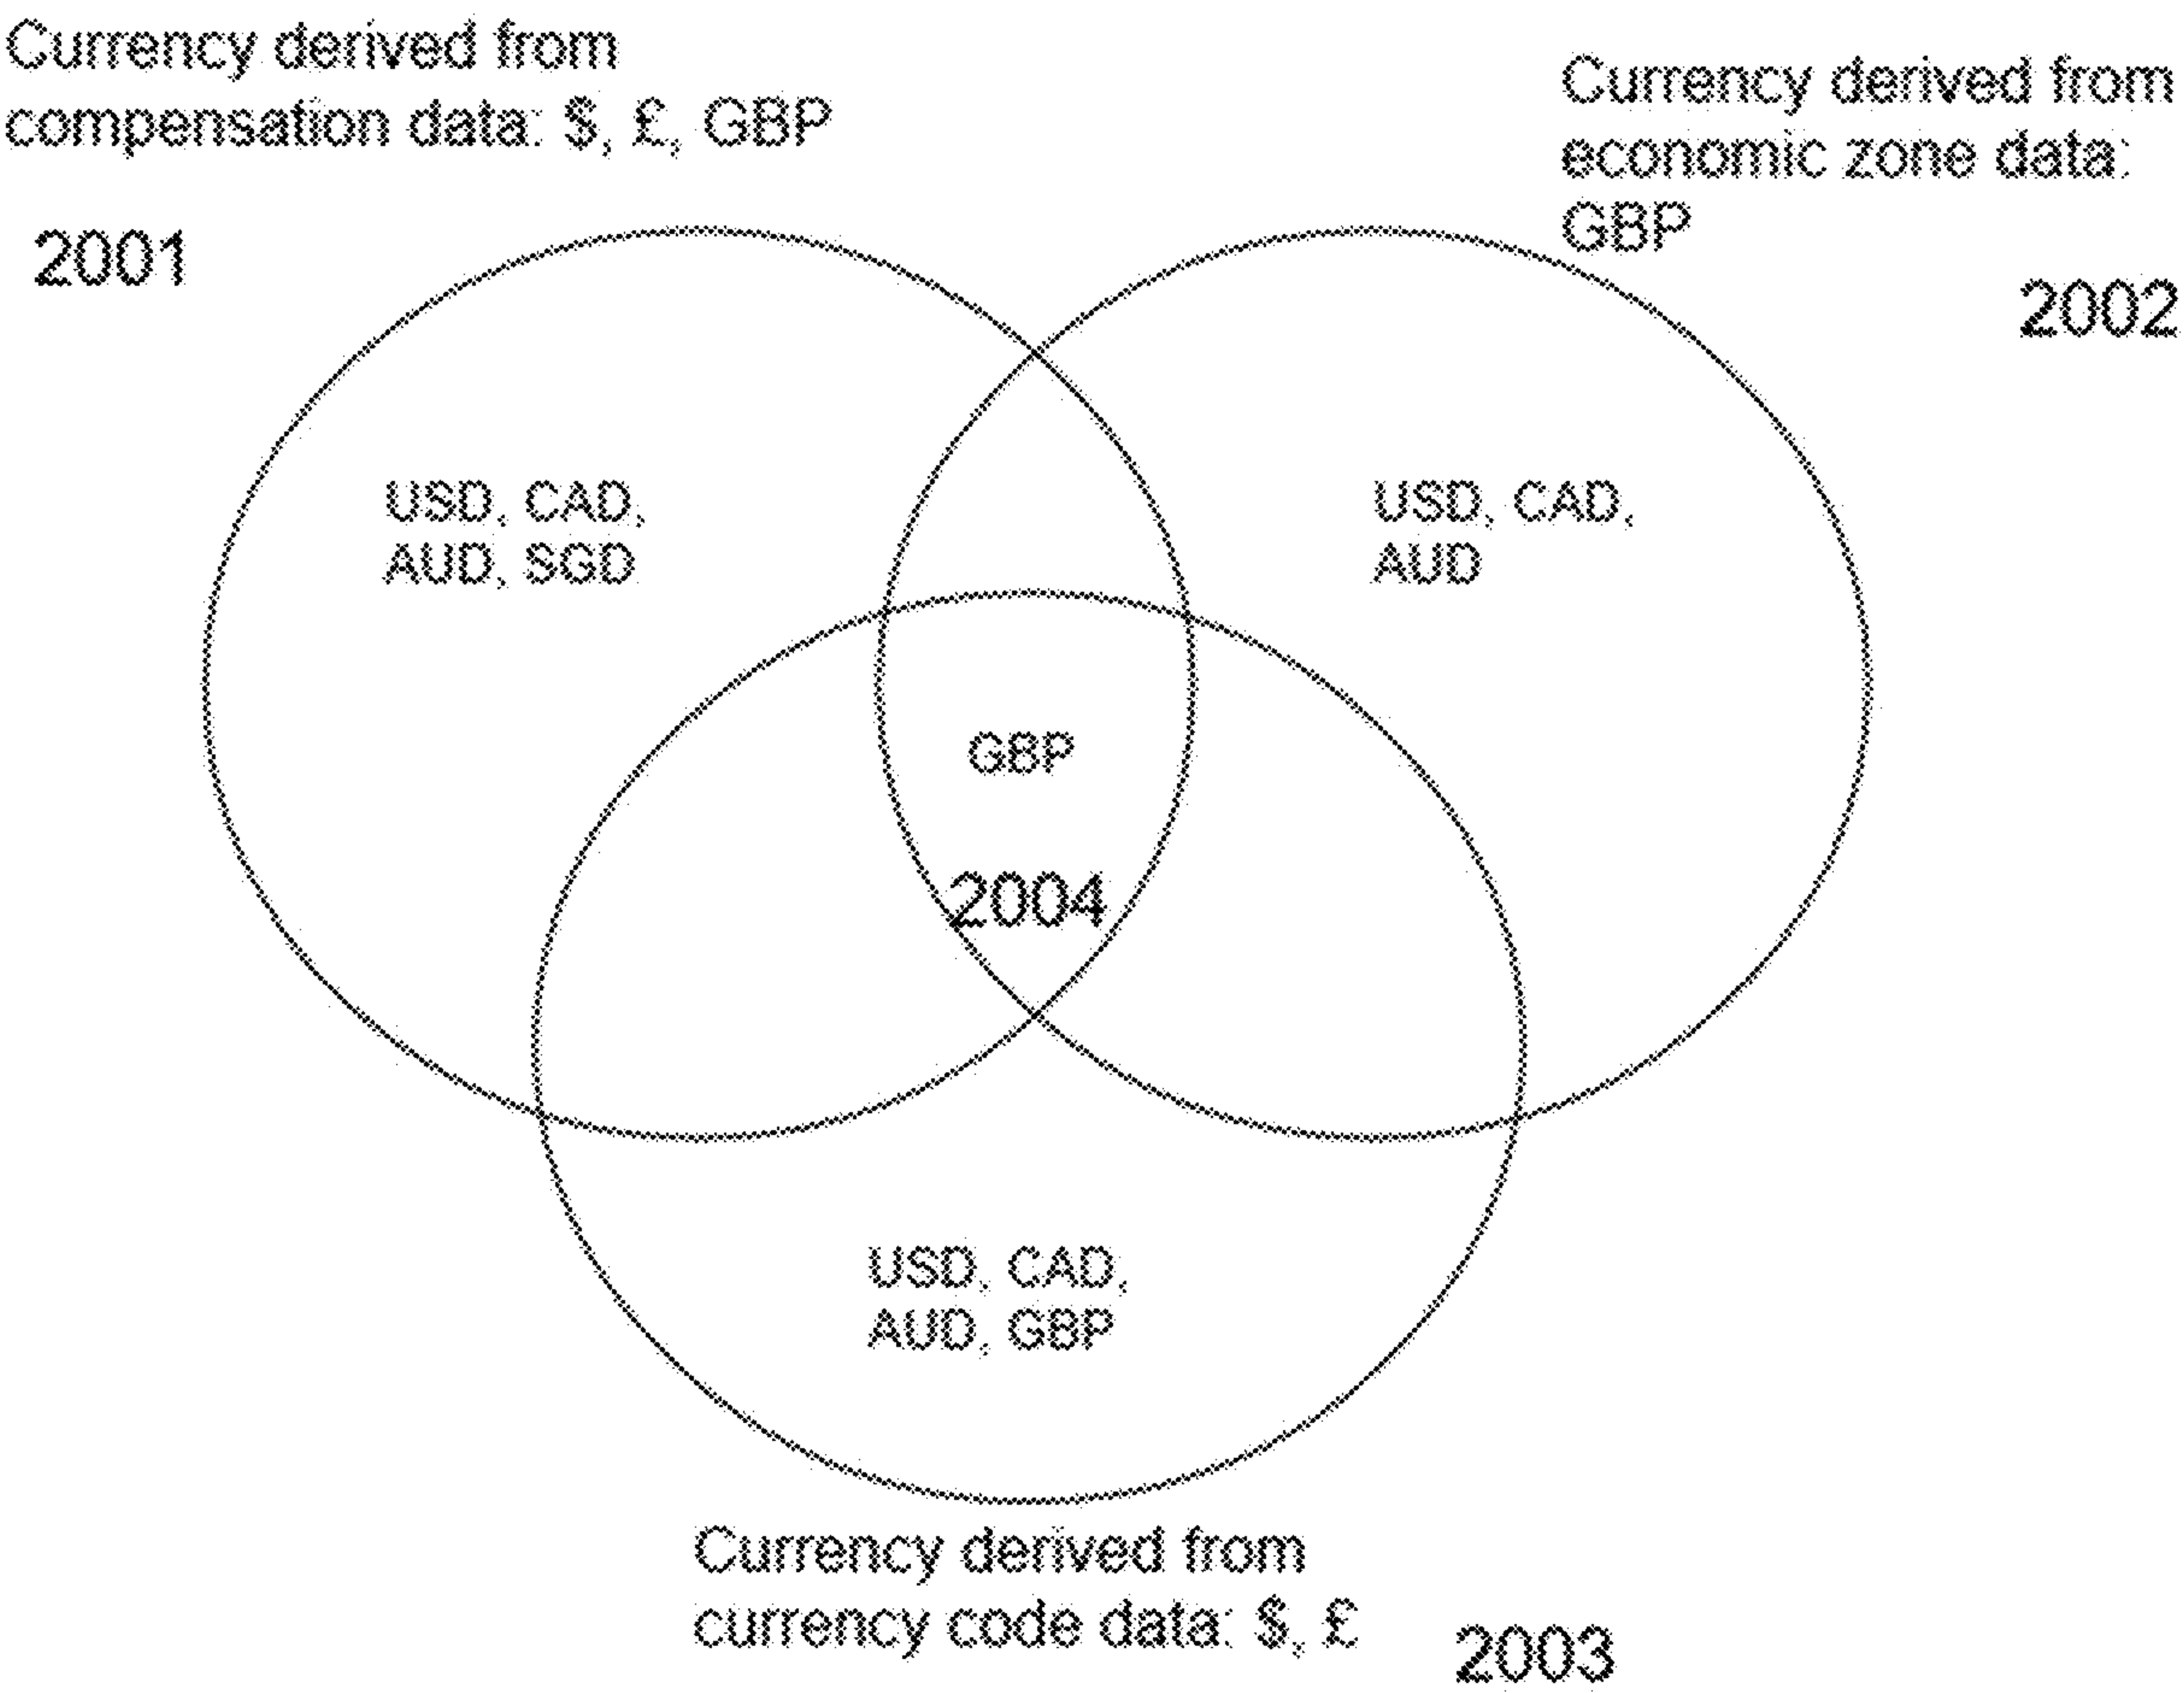 Currency derived from
compensation data: $, £, GBP
2001
Currency derived from
economic zone data:
GBP
2002
USD, CAD,
AUD, SGD
USD, CAD,
AUD
GBP
2004
USD, CAD,
AUD, GBP
Currency derived from
currency code data: $, £
2003